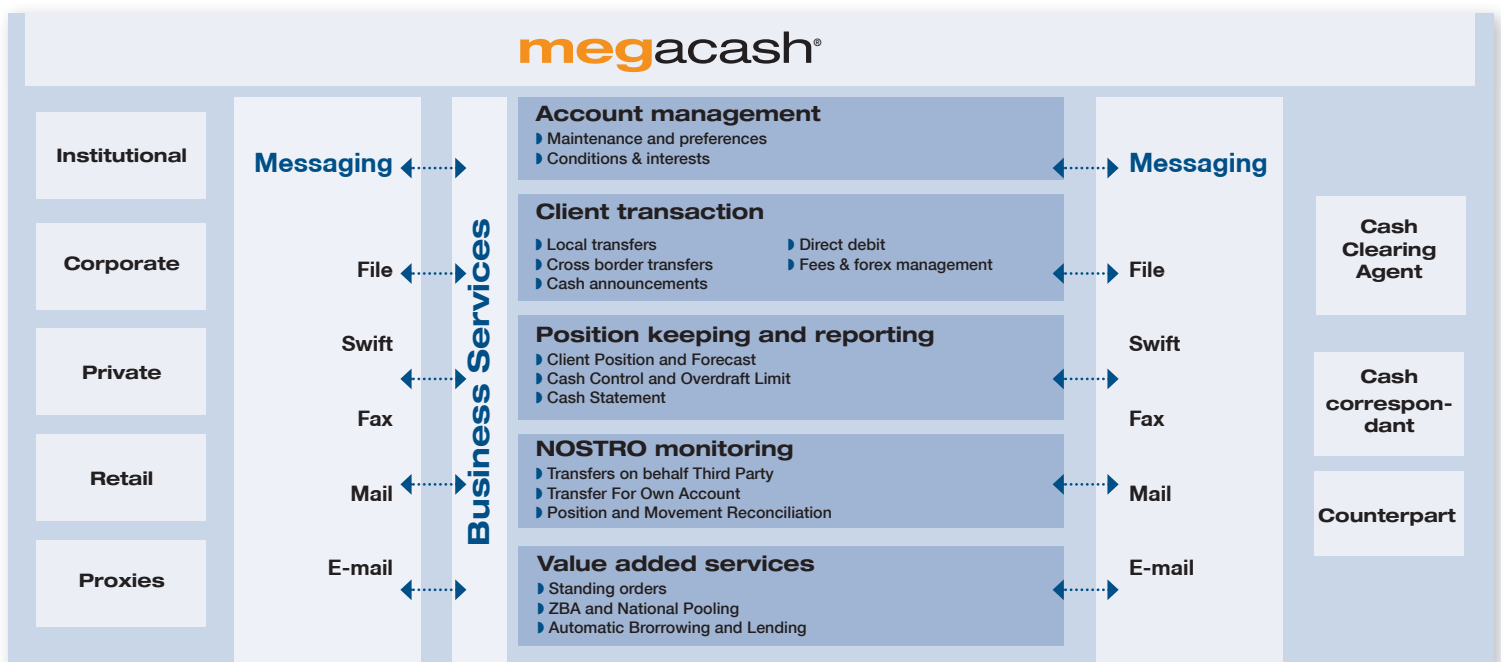 megacash®
Institutional
Corporate
Private
Retail
Proxies
Messaging
File
Swift
Fax
Mail
E-mail
Business Services
Account management
Maintenance and preferences
Conditions & interests
Client transaction
Local transfers
Cross border transfers
Cash announcements
Direct debit
Fees & forex management
Position keeping and reporting
Client Position and Forecast
Cash Control and Overdraft Limit
Cash Statement
NOSTRO monitoring
Transfers on behalf Third Party
Transfer For Own Account
Position and Movement Reconciliation
Value added services
Standing orders
ZBA and National Pooling
Automatic Brorrowing and Lending
Messaging
File
Swift
Fax
Mail
E-mail
Cash
Clearing
Agent
Cash
correspon-
dant
Counterpart